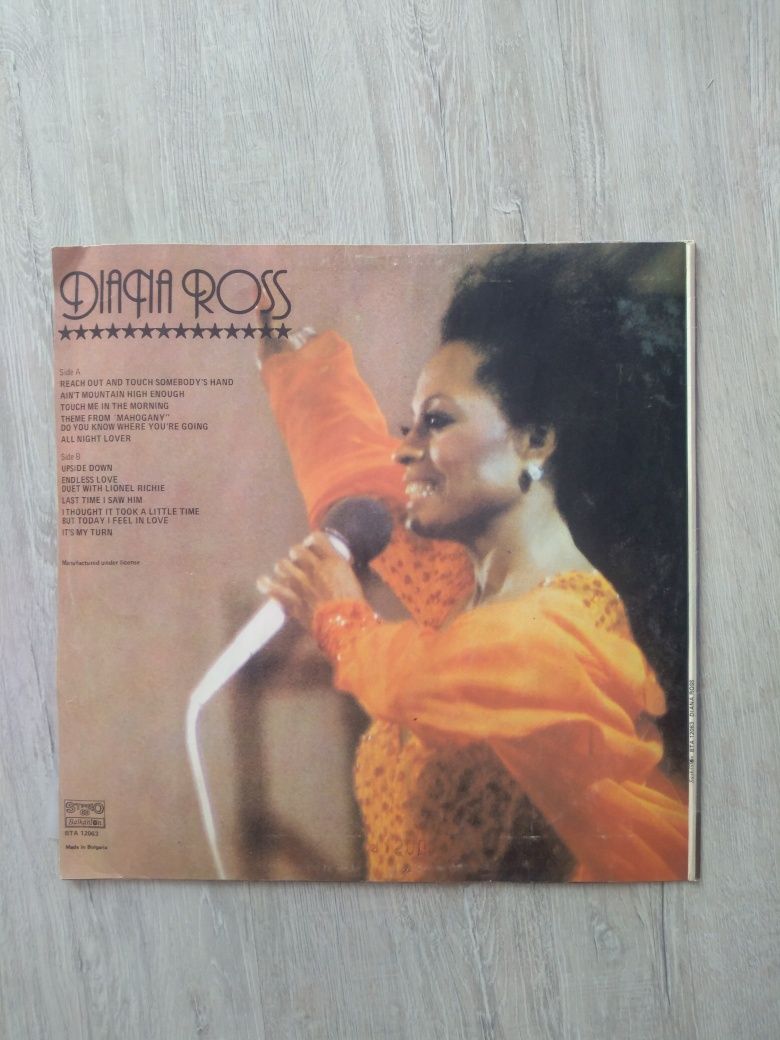 DIANA ROSS
★★★★★★★★★★★★★★
Side A
REACH OUT AND TOUCH SOMEBODY'S HAND
AIN'T MOUNTAIN HIGH ENOUGH
TOUCH ME IN THE MORNING
THEME FROM 'MAHOGANY"
DO YOU KNOW WHERE YOU'RE GOING
ALL NIGHT LOVER
Side B
UPSIDE DOWN
ENDLESS LOVE
DUET WITH LIONEL RICHIE
LAST TIME I SAW HIM
I THOUGHT IT TOOK A LITTLE TIME
BUT TODAY I FEEL IN LOVE
IT'S MY TURN
Manufactured under license
STEREO
Balkanton
BTA 12063
Made in Bulgaria
Balkanton BTA 12063 DIANA ROSS